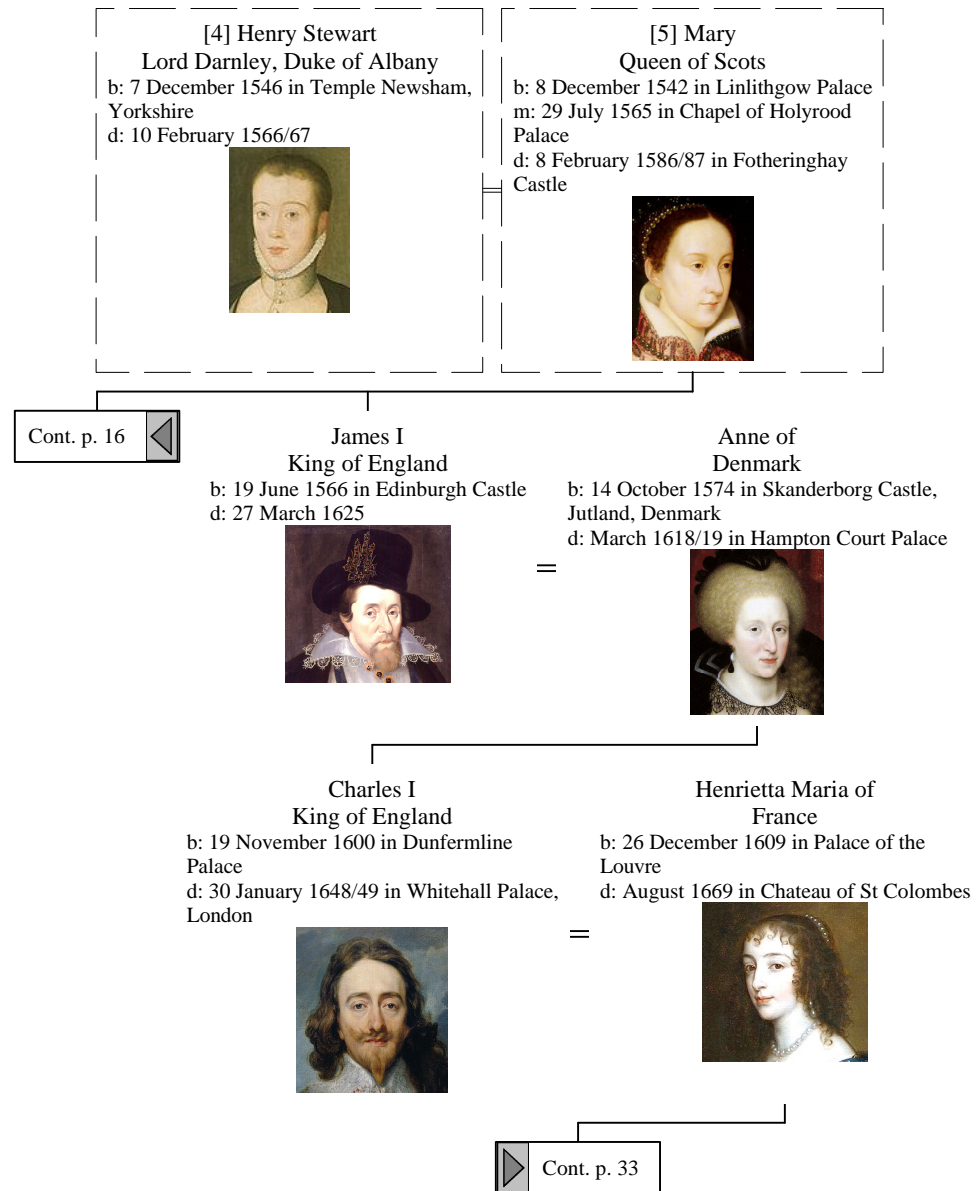 [4] Henry Stewart
Lord Darnley, Duke of Albany
b: 7 December 1546 in Temple Newsham,
Yorkshire
d: 10 February 1566/67
[5] Mary
Queen of Scots
b: 8 December 1542 in Linlithgow Palace
m: 29 July 1565 in Chapel of Holyrood
Palace
d: 8 February 1586/87 in Fotheringhay
Castle
Cont. p. 16
James I
King of England
b: 19 June 1566 in Edinburgh Castle
d: 27 March 1625
=
Anne of
Denmark
b: 14 October 1574 in Skanderborg Castle,
Jutland, Denmark
d: March 1618/19 in Hampton Court Palace
Charles I
King of England
b: 19 November 1600 in Dunfermline
Palace
d: 30 January 1648/49 in Whitehall Palace,
London
=
Henrietta Maria of
France
b: 26 December 1609 in Palace of the
Louvre
d: August 1669 in Chateau of St Colombes
Cont. p. 33